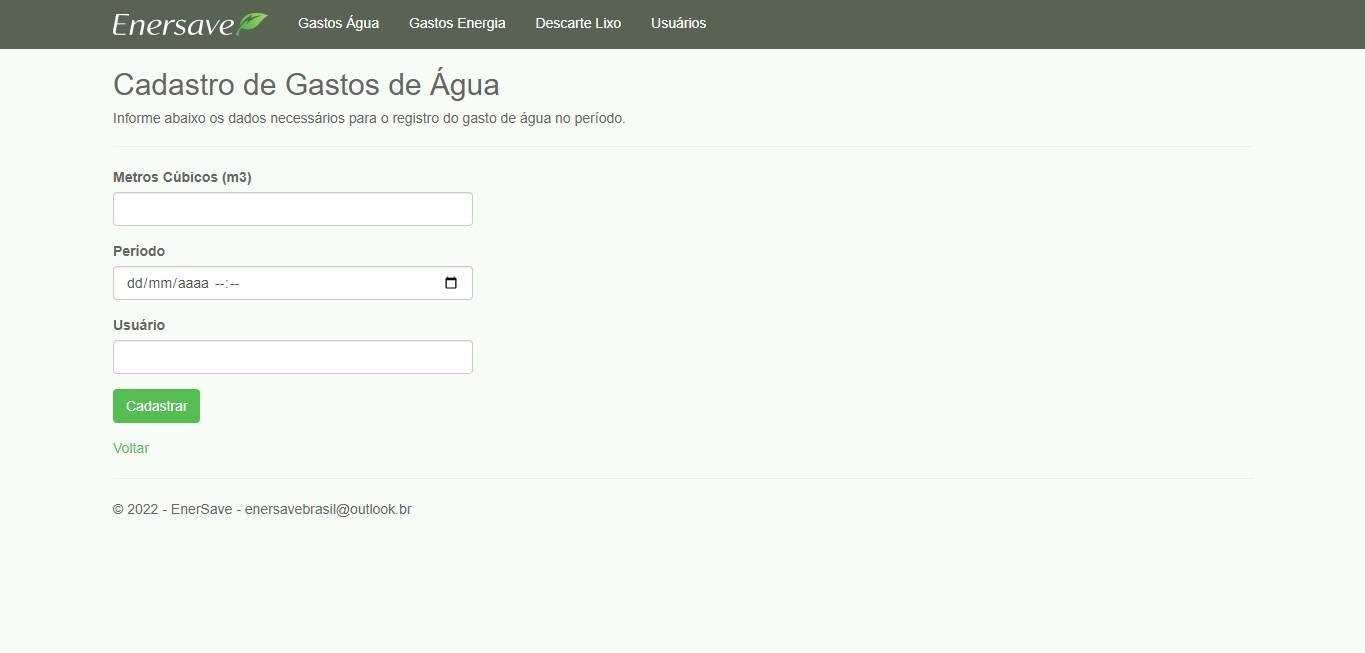 Enersave Gastos Água Gastos Energia Descarte Lixo Usuários
Cadastro de Gastos de Água
Informe abaixo os dados necessários para o registro do gasto de água no período.
Metros Cúbicos (m3)
Período
dd/mm/aaaa --:--
Usuário
Cadastrar
Voltar
© 2022 - EnerSave - enersavebrasil@outlook.br